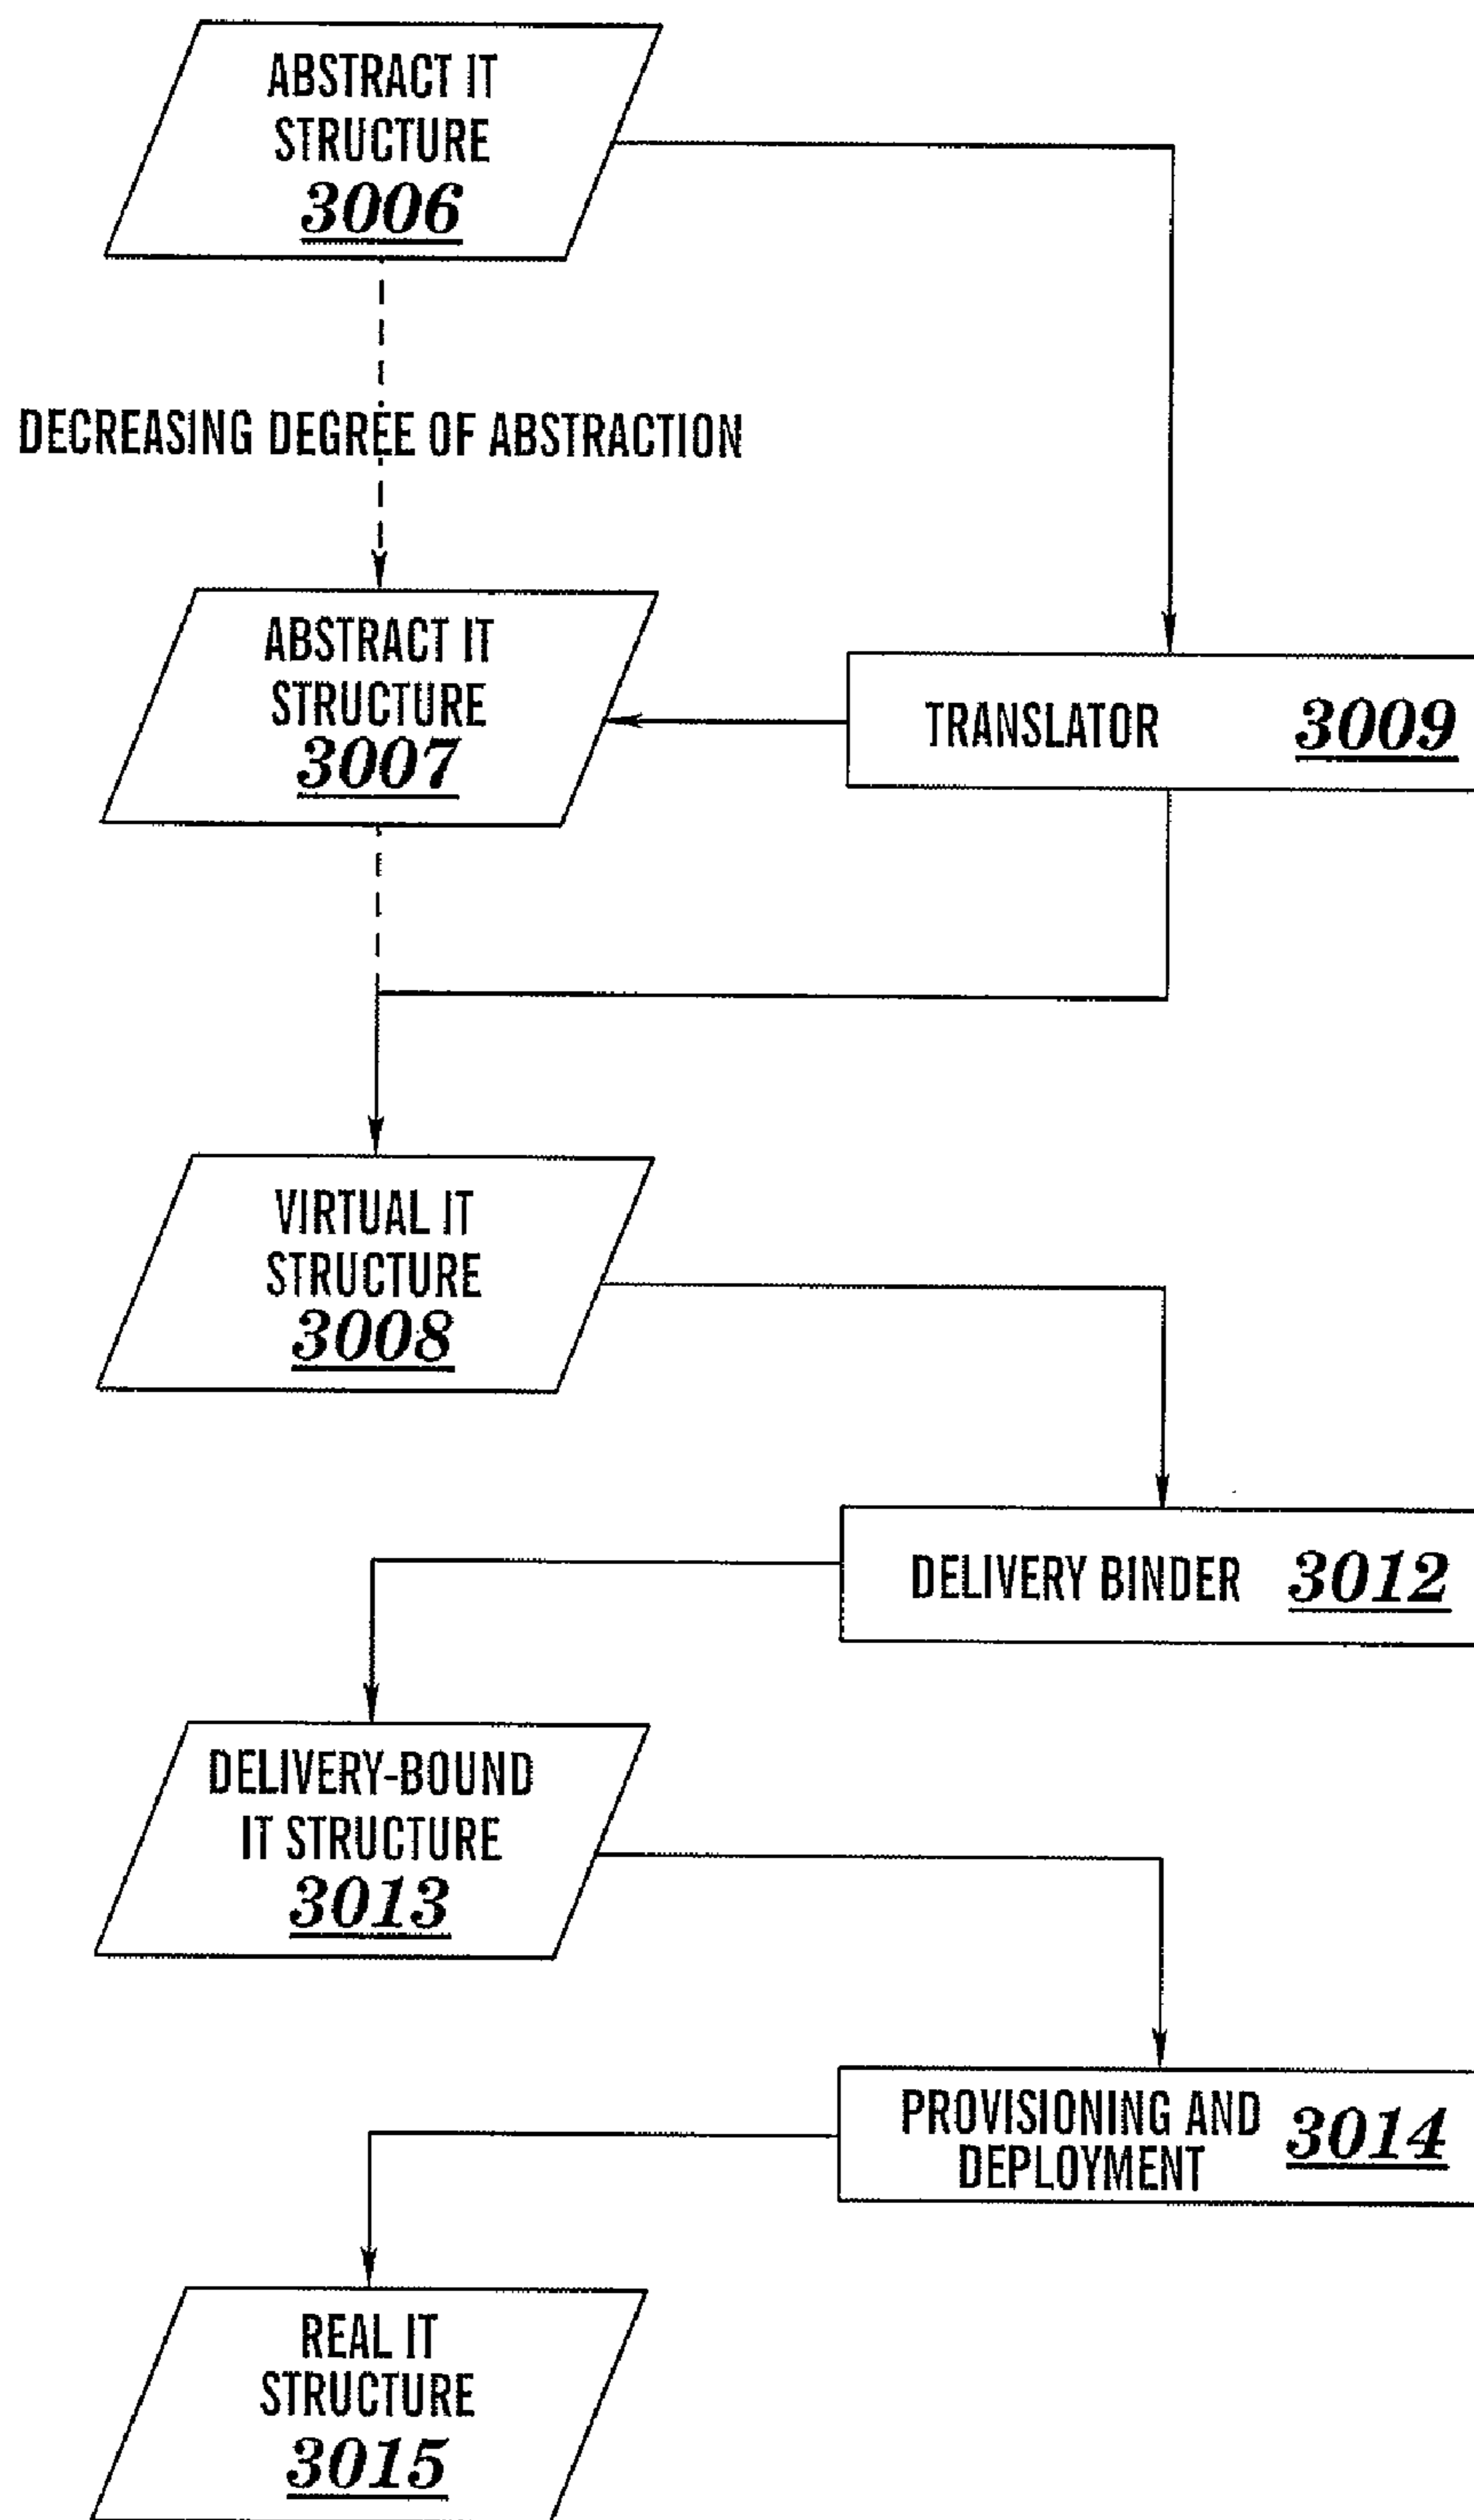 ABSTRACT IT
STRUCTURE
3006
DECREASING DEGREE OF ABSTRACTION
ABSTRACT IT
STRUCTURE
3007
TRANSLATOR 3009
VIRTUAL IT
STRUCTURE
3008
DELIVERY BINDER 3012
DELIVERY-BOUND
IT STRUCTURE
3013
PROVISIONING AND 3014
DEPLOYMENT
REAL IT
STRUCTURE
3015